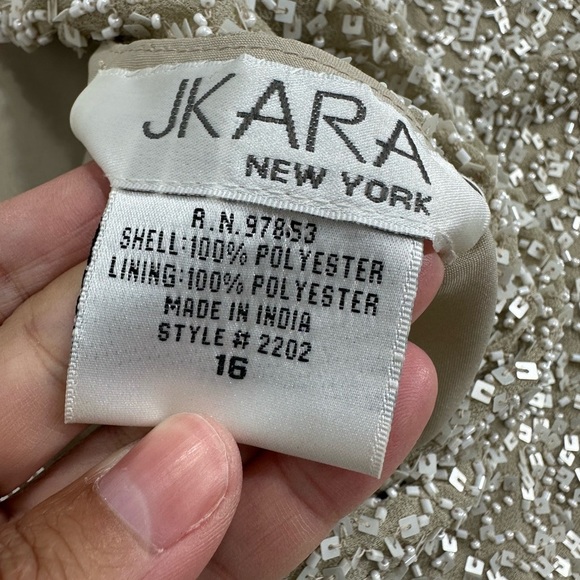 JKARA
NEW YORK
R.N. 97853
SHELL: 100% POLYESTER
LINING: 100% POLYESTER
MADE IN INDIA
STYLE # 2202
16